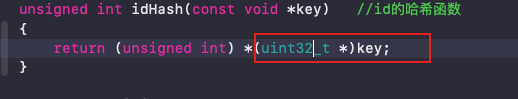 unsigned int idHash(const void *key)   //id的哈希函数
{
    return (unsigned int) *(uint32_t *)key;
}